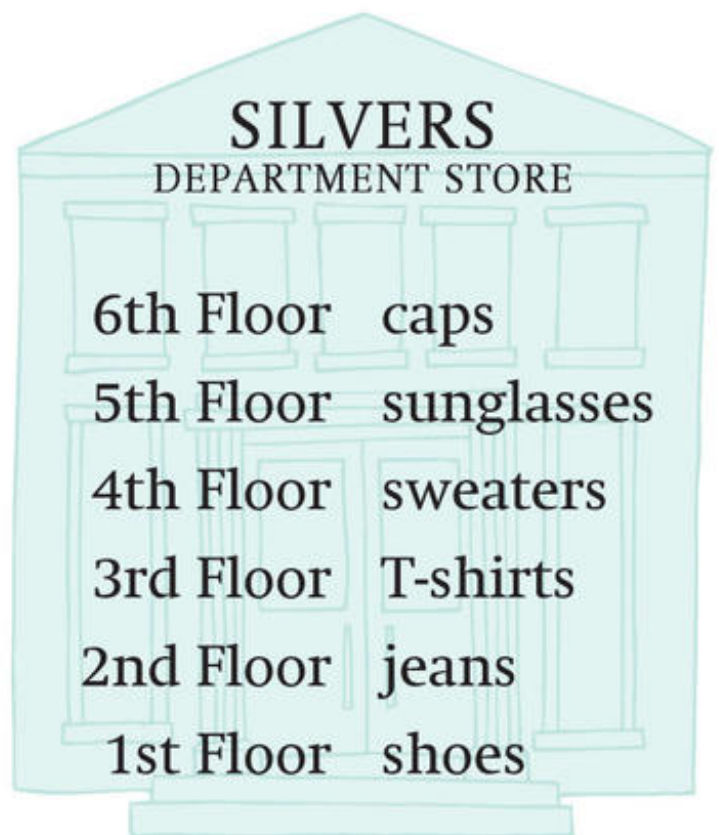 SILVERS
DEPARTMENT STORE
6th Floor caps
5th Floor sunglasses
4th Floor sweaters
3rd Floor T-shirts
2nd Floor jeans
1st Floor shoes